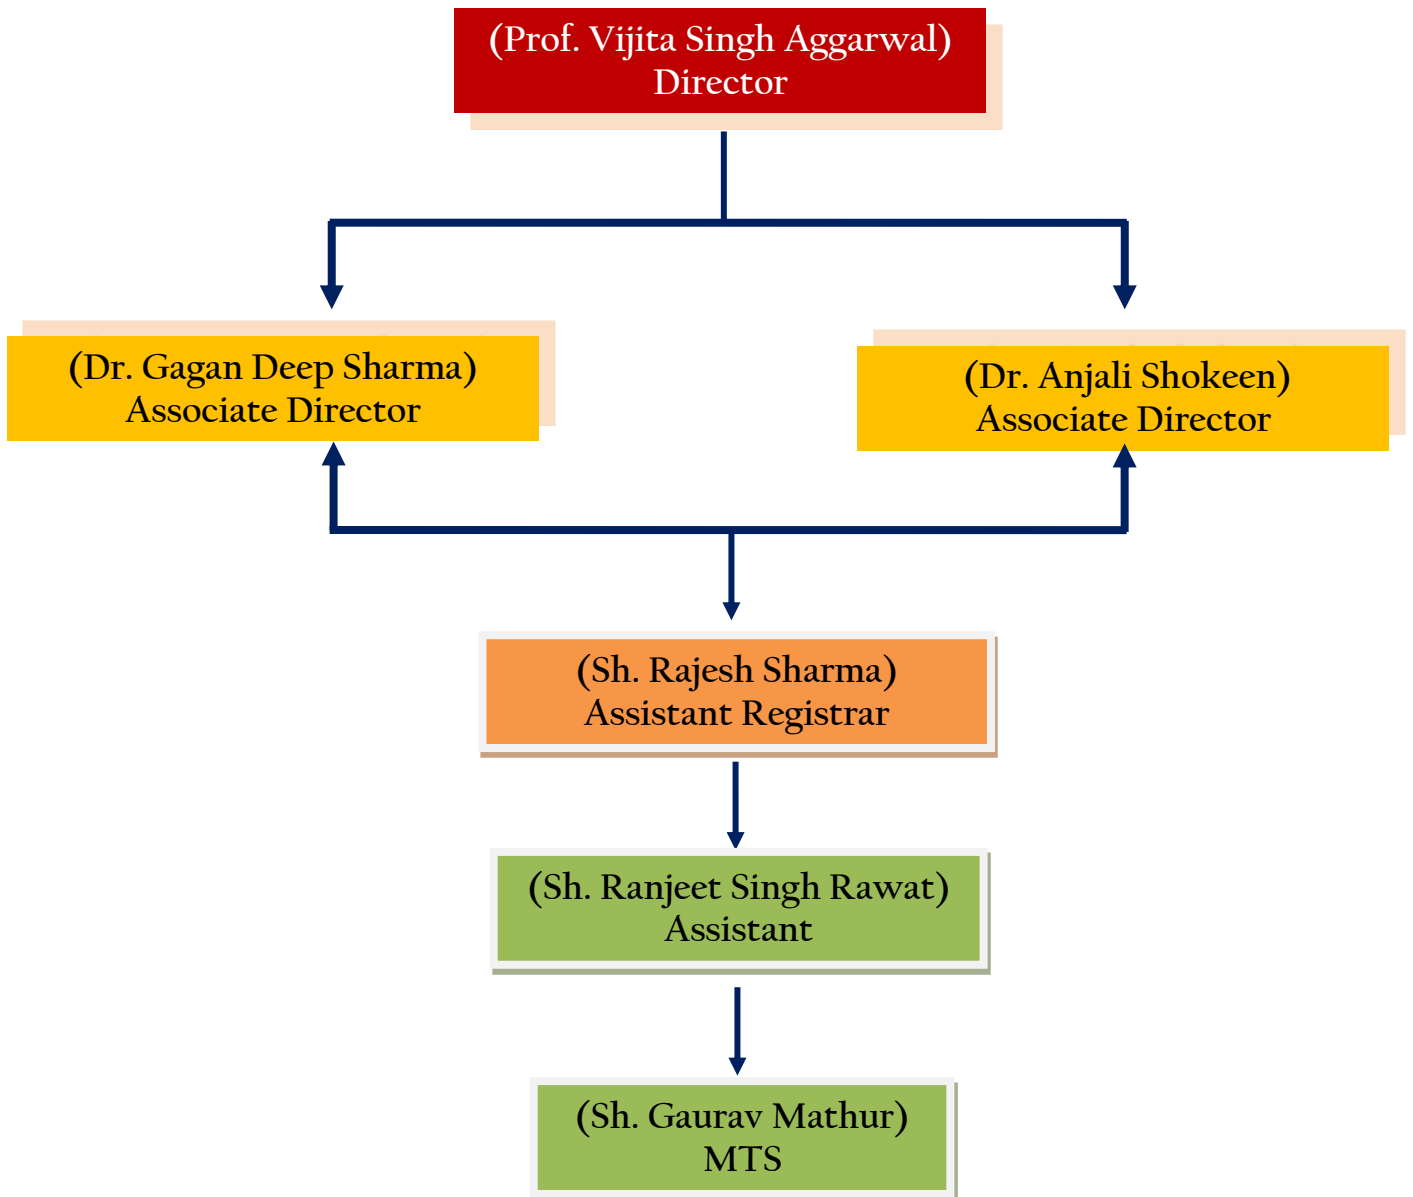 (Prof. Vijita Singh Aggarwal)
Director
(Dr. Gagan Deep Sharma)
Associate Director
(Dr. Anjali Shokeen)
Associate Director
(Sh. Rajesh Sharma)
Assistant Registrar
(Sh. Ranjeet Singh Rawat)
Assistant
(Sh. Gaurav Mathur)
MTS